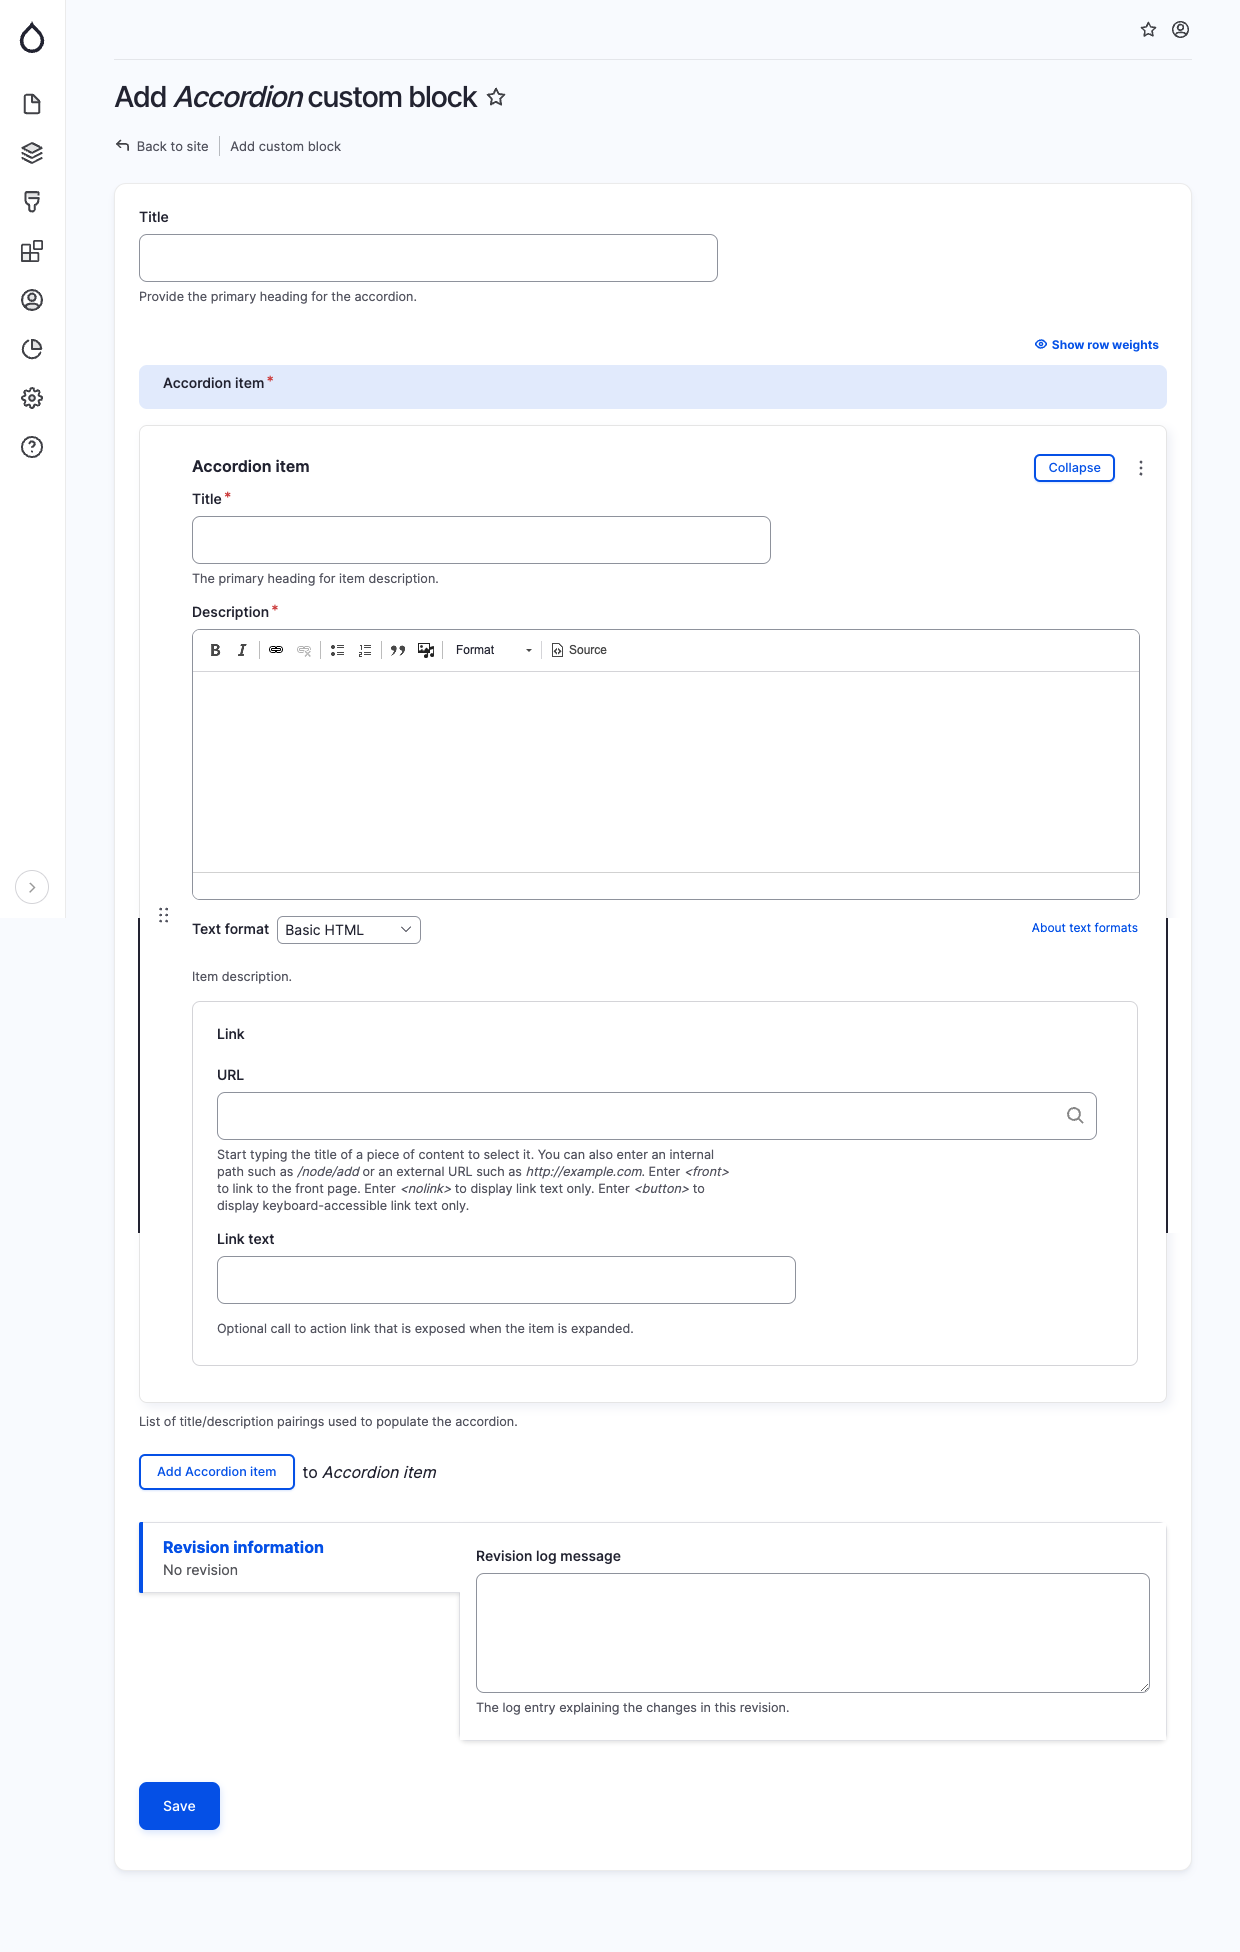 Add Accordion custom block
Back to site
Add custom block
Title
Provide the primary heading for the accordion.
Show row weights
Accordion item*
Accordion item
Collapse
Title*
The primary heading for item description.
Description*
B I Format Source
Text format Basic HTML
About text formats
Item description.
Link
URL
Start typing the title of a piece of content to select it. You can also enter an internal
path such as /node/add or an external URL such as http://example.com. Enter <front>
to link to the front page. Enter <nolink> to display link text only. Enter <button> to
display keyboard-accessible link text only.
Link text
Optional call to action link that is exposed when the item is expanded.
List of title/description pairings used to populate the accordion.
Add Accordion item to Accordion item
Revision information
No revision
Revision log message
The log entry explaining the changes in this revision.
Save